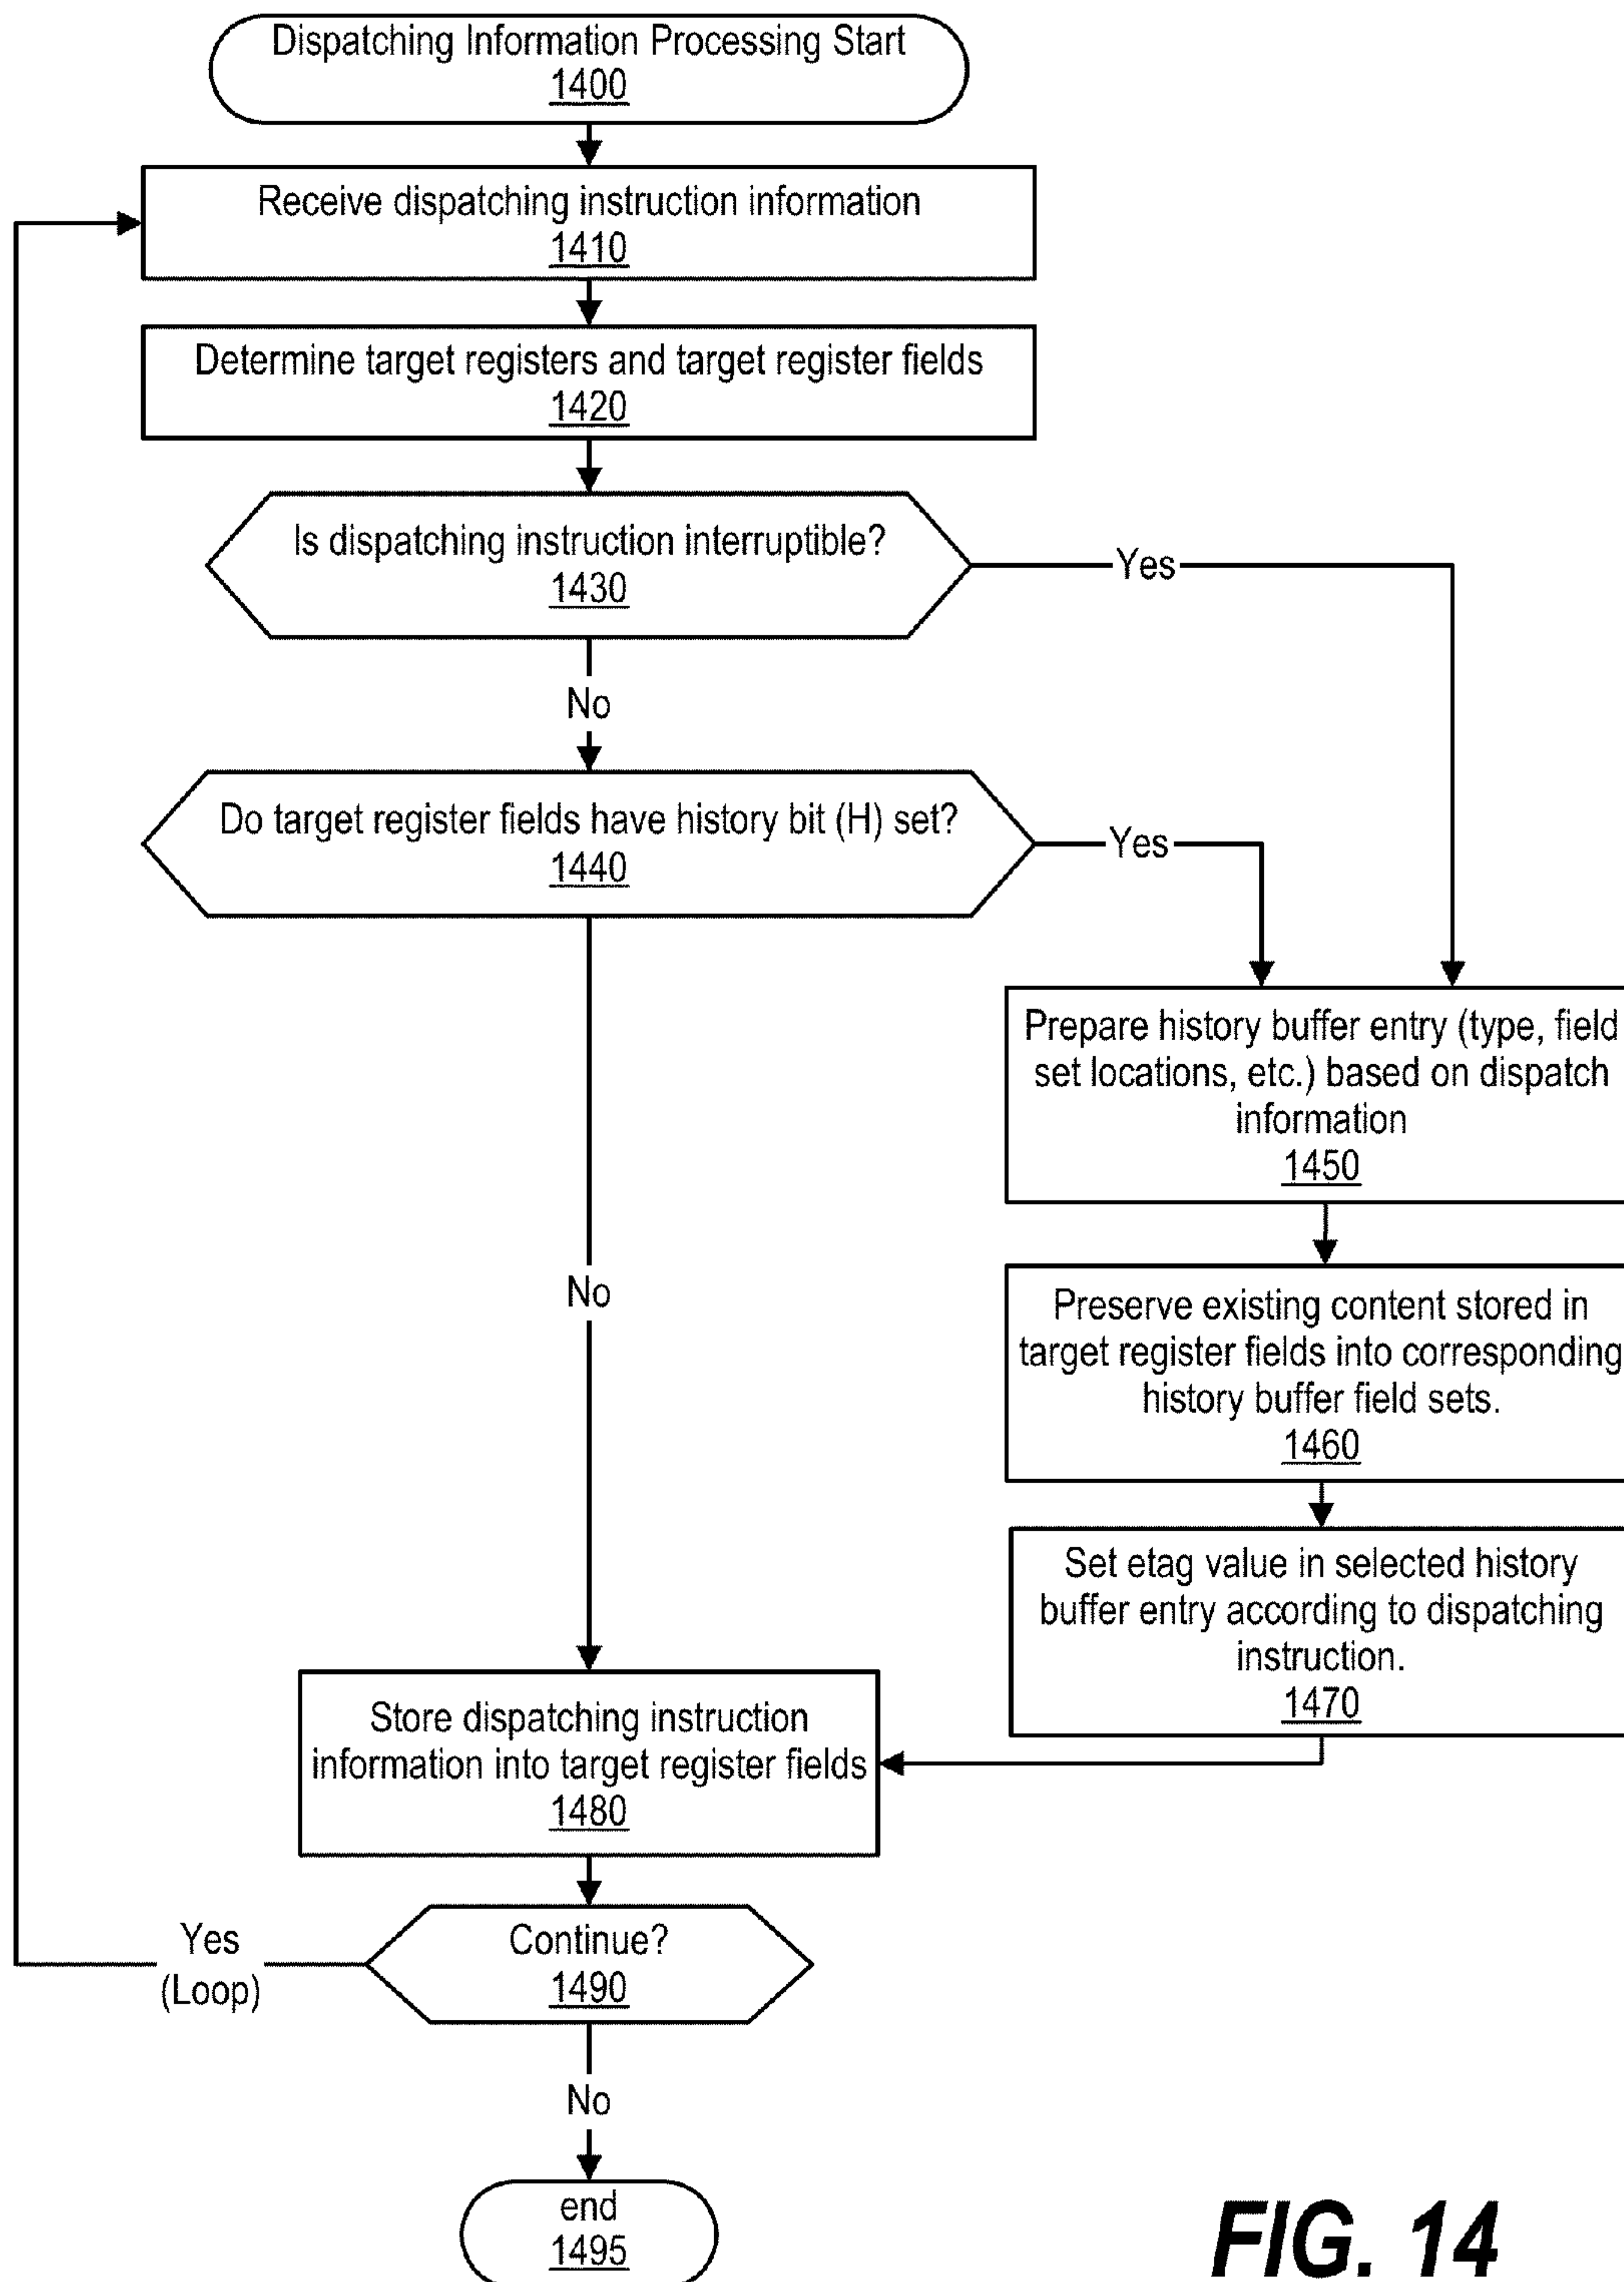 Dispatching Information Processing Start
1400
Receive dispatching instruction information
1410
Determine target registers and target register fields
1420
Is dispatching instruction interruptible?
1430
Yes
No
Do target register fields have history bit (H) set?
1440
Yes
Prepare history buffer entry (type, field
set locations, etc.) based on dispatch
information
1450
No
Preserve existing content stored in
target register fields into corresponding
history buffer field sets.
1460
Set etag value in selected history
buffer entry according to dispatching
instruction.
1470
Store dispatching instruction
information into target register fields
1480
Continue?
1490
Yes
(Loop)
No
end
1495
FIG. 14